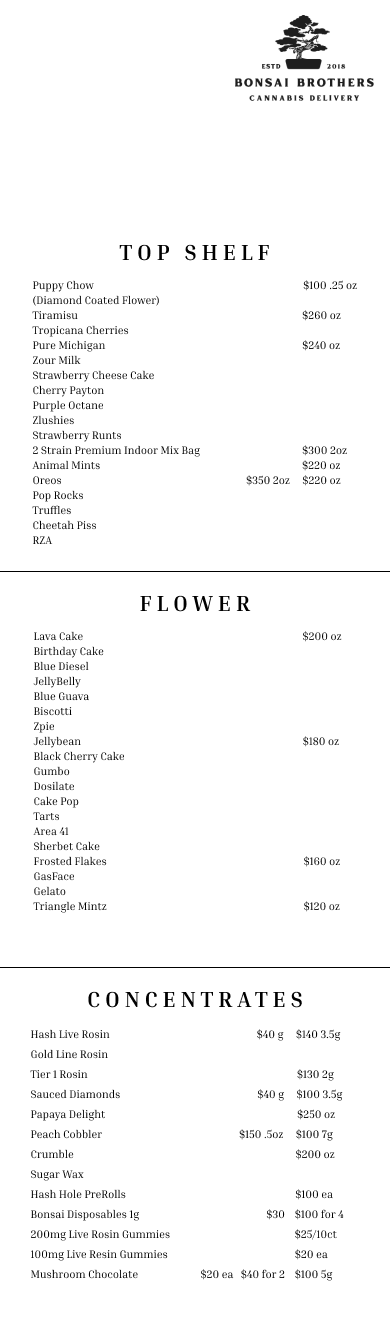 ESTD 2018
BONSAI BROTHERS
CANNABIS DELIVERY
TOP SHELF
Puppy Chow $100 .25 oz
(Diamond Coated Flower)
Tiramisu $260 oz
Tropicana Cherries
Pure Michigan $240 oz
Zour Milk
Strawberry Cheese Cake
Cherry Payton
Purple Octane
Zlushies
Strawberry Runts
2 Strain Premium Indoor Mix Bag $300 2oz
Animal Mints $220 oz
Oreos $350 2oz $220 oz
Pop Rocks
Truffles
Cheetah Piss
RZA
FLOWER
Lava Cake $200 oz
Birthday Cake
Blue Diesel
JellyBelly
Blue Guava
Biscotti
Zpie
Jellybean $180 oz
Black Cherry Cake
Gumbo
Dosilate
Cake Pop
Tarts
Area 41
Sherbet Cake
Frosted Flakes $160 oz
GasFace
Gelato
Triangle Mintz $120 oz
CONCENTRATES
Hash Live Rosin $40 g $140 3.5g
Gold Line Rosin
Tier 1 Rosin $130 2g
Sauced Diamonds $40 g $100 3.5g
Papaya Delight $250 oz
Peach Cobbler $150 .5oz $100 7g
Crumble $200 oz
Sugar Wax
Hash Hole PreRolls $100 ea
Bonsai Disposables 1g $30 $100 for 4
200mg Live Rosin Gummies $25/10ct
100mg Live Resin Gummies $20 ea
Mushroom Chocolate $20 ea $40 for 2 $100 5g